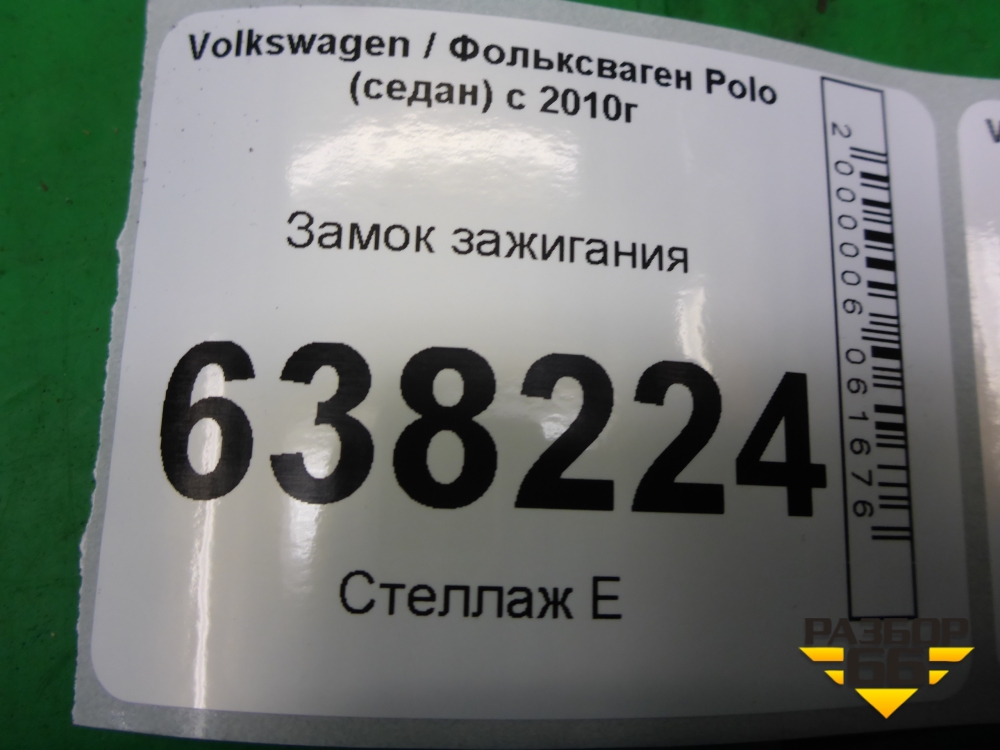 Volkswagen / Фольксваген Polo
(седан) с 2010г
Замок зажигания
638224
Стеллаж Е
2000006061676
РАЗБОР
66